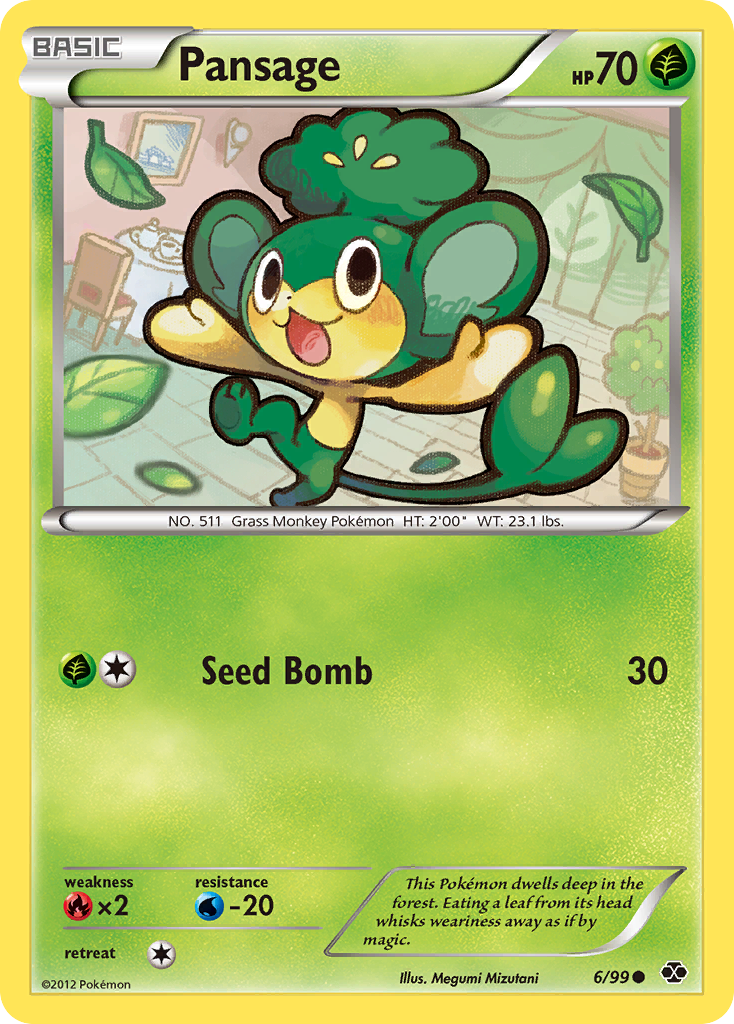 BASIC
Pansage
HP70
NO. 511 Grass Monkey Pokémon HT: 2'00" WT: 23.1 lbs.
Seed Bomb 30
weakness resistance
×2 -20
retreat
This Pokémon dwells deep in the
forest. Eating a leaf from its head
whisks weariness away as if by
magic.
©2012 Pokémon
Illus. Megumi Mizutani
6/99